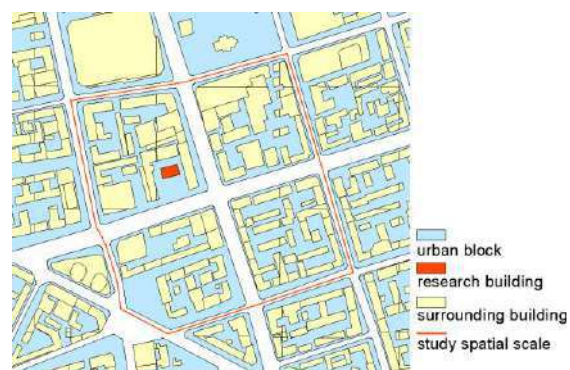 urban block
research building
surrounding building
study spatial scale